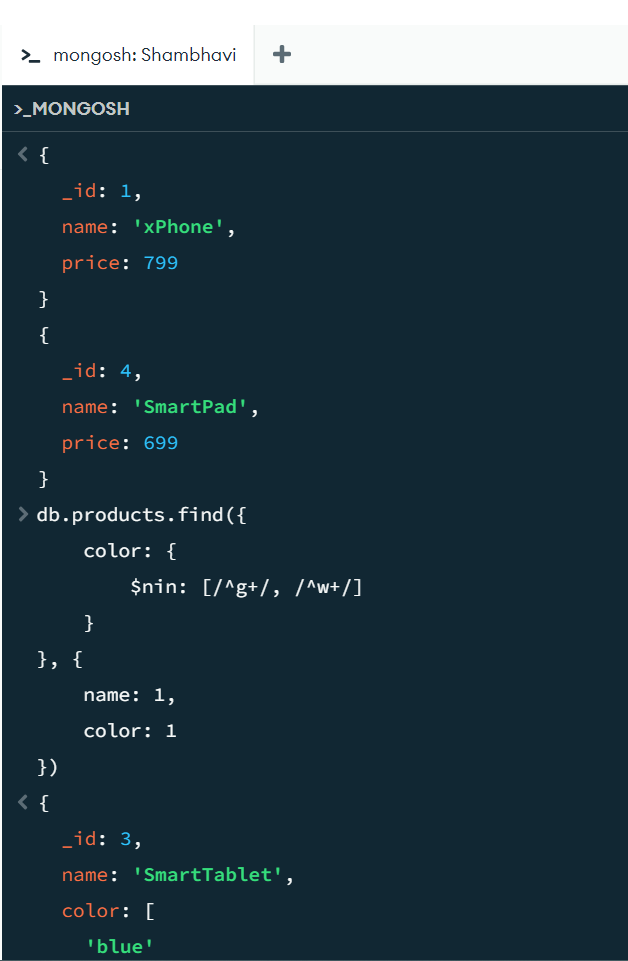 >_ mongosh: Shambhavi +
>_MONGOSH
< {
_id: 1,
name: 'xPhone',
price: 799
}
{
_id: 4,
name: 'SmartPad',
price: 699
}
> db.products.find({
color: {
$nin: [/^g+/, /^w+/]
}
}, {
name: 1,
color: 1
})
< {
_id: 3,
name: 'SmartTablet',
color: [
'blue'